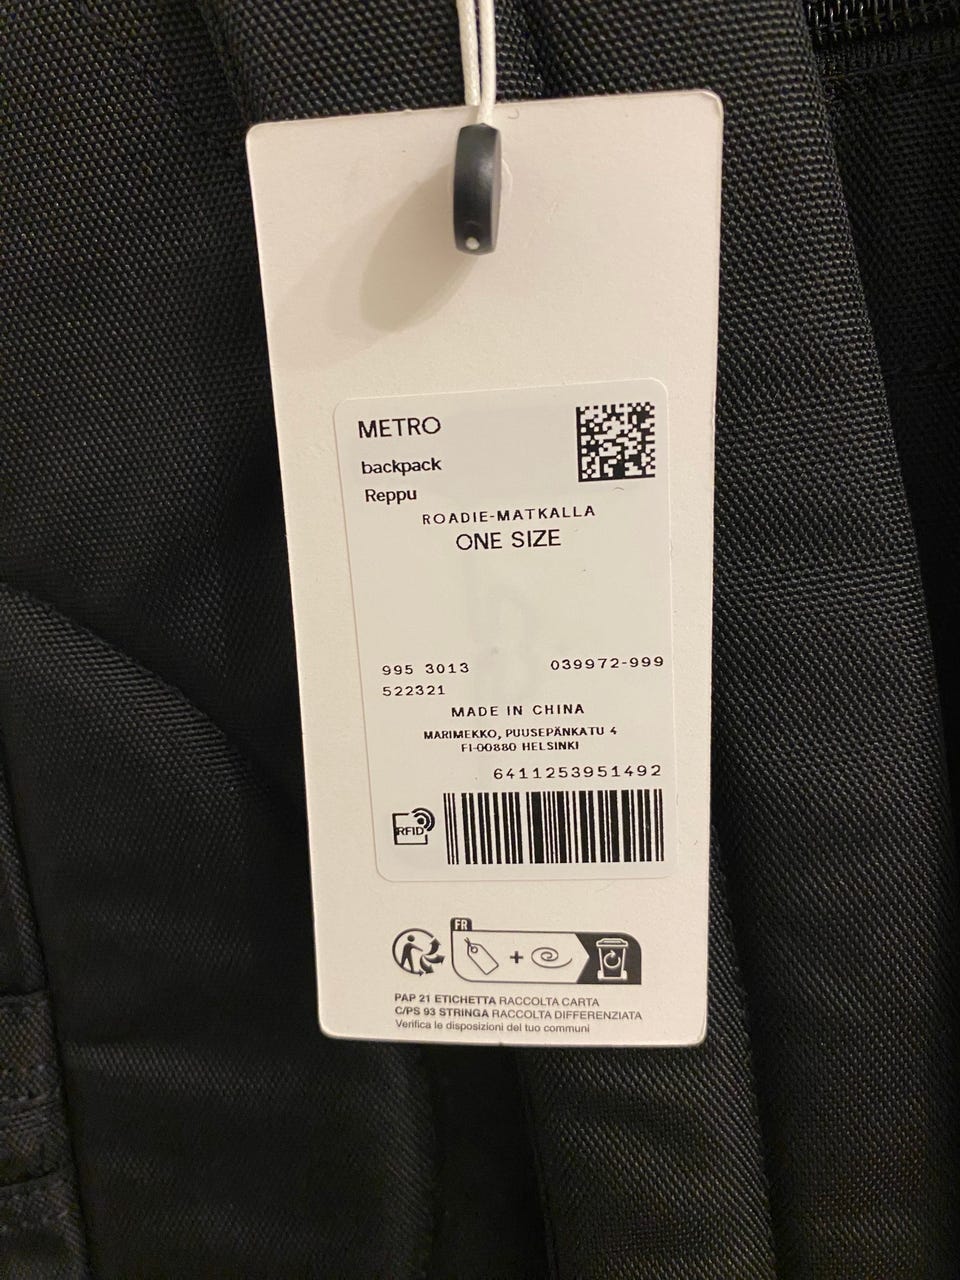 METRO
backpack
Reppu
ROADIE-MATKALLA
ONE SIZE
995 3013 039972-999
522321
MADE IN CHINA
MARIMEKKO, PUUSEPÄNKATU 4
FI-00880 HELSINKI
6411253951492
RFID
FR
+
PAP 21 ETICHETTA RACCOLTA CARTA
C/PS 93 STRINGA RACCOLTA DIFFERENZIATA
Verifica le disposizioni del tuo communi